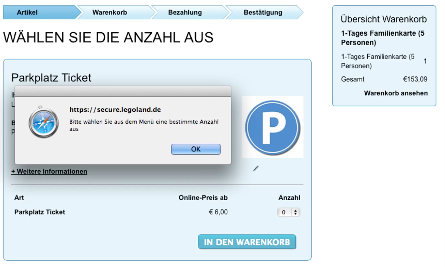 Artikel
Warenkorb
Bezahlung
Bestätigung
WÄHLEN SIE DIE ANZAHL AUS
Parkplatz Ticket
https://secure.legoland.de
Bitte wählen Sie aus dem Menü eine bestimmte Anzahl
aus
OK
P
+ Weitere Informationen
Art
Online-Preis ab
Anzahl
Parkplatz Ticket
€ 6,00
0
IN DEN WARENKORB
Übersicht Warenkorb
1-Tages Familienkarte (5
Personen)
1-Tages Familienkarte (5
Personen)
1
Gesamt
€153.09
Warenkorb ansehen